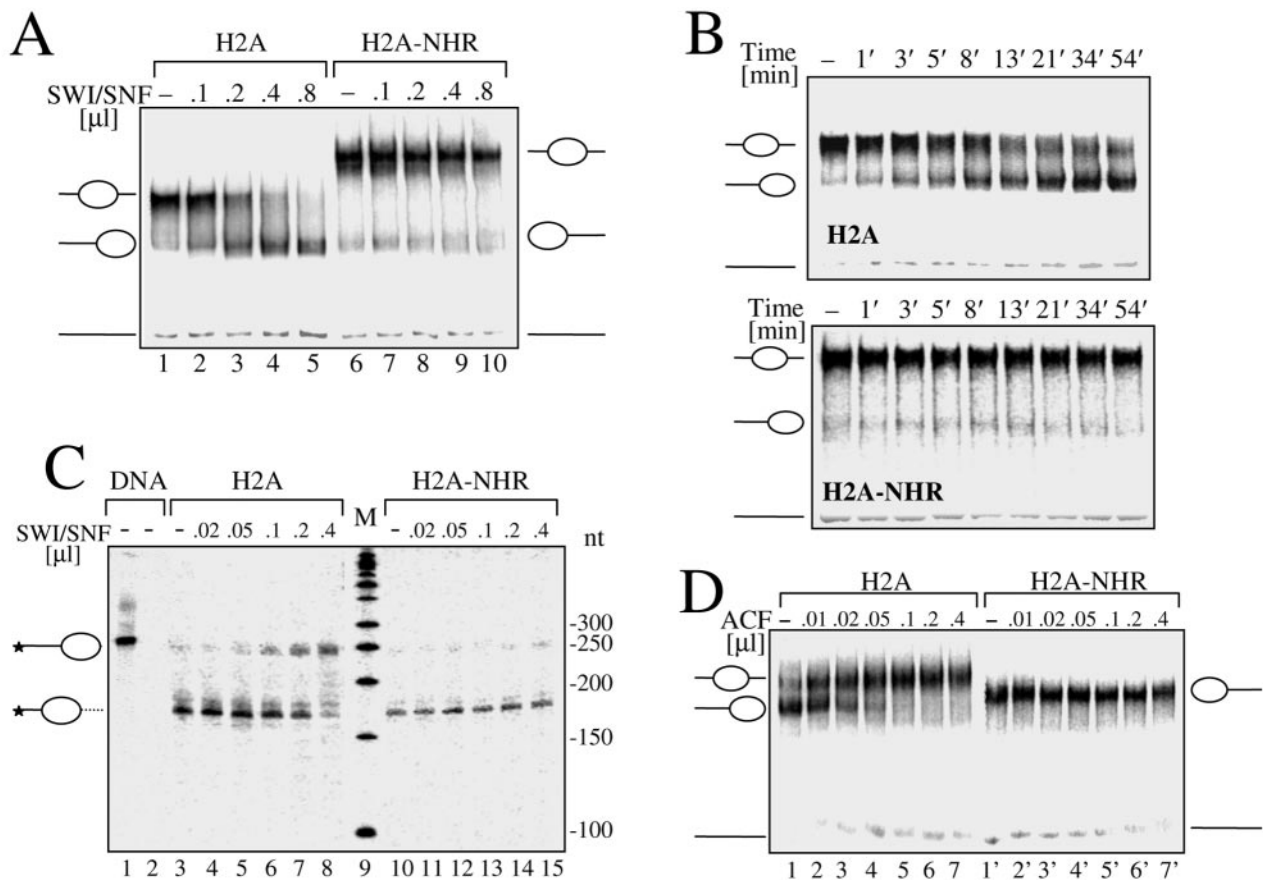 A
H2A H2A-NHR
SWI/SNF – .1 .2 .4 .8 – .1 .2 .4 .8
[µl]
1 2 3 4 5 6 7 8 9 10
B
Time – 1′ 3′ 5′ 8′ 13′ 21′ 34′ 54′
[min]
H2A
Time – 1′ 3′ 5′ 8′ 13′ 21′ 34′ 54′
[min]
H2A-NHR
C
DNA H2A M H2A-NHR
SWI/SNF – – – .02 .05 .1 .2 .4 – .02 .05 .1 .2 .4 nt
[µl]
-300
-250
-200
-150
-100
1 2 3 4 5 6 7 8 9 10 11 12 13 14 15
D
H2A H2A-NHR
ACF – .01 .02 .05 .1 .2 .4 – .01 .02 .05 .1 .2 .4
[µl]
1 2 3 4 5 6 7 1' 2' 3' 4' 5' 6' 7'